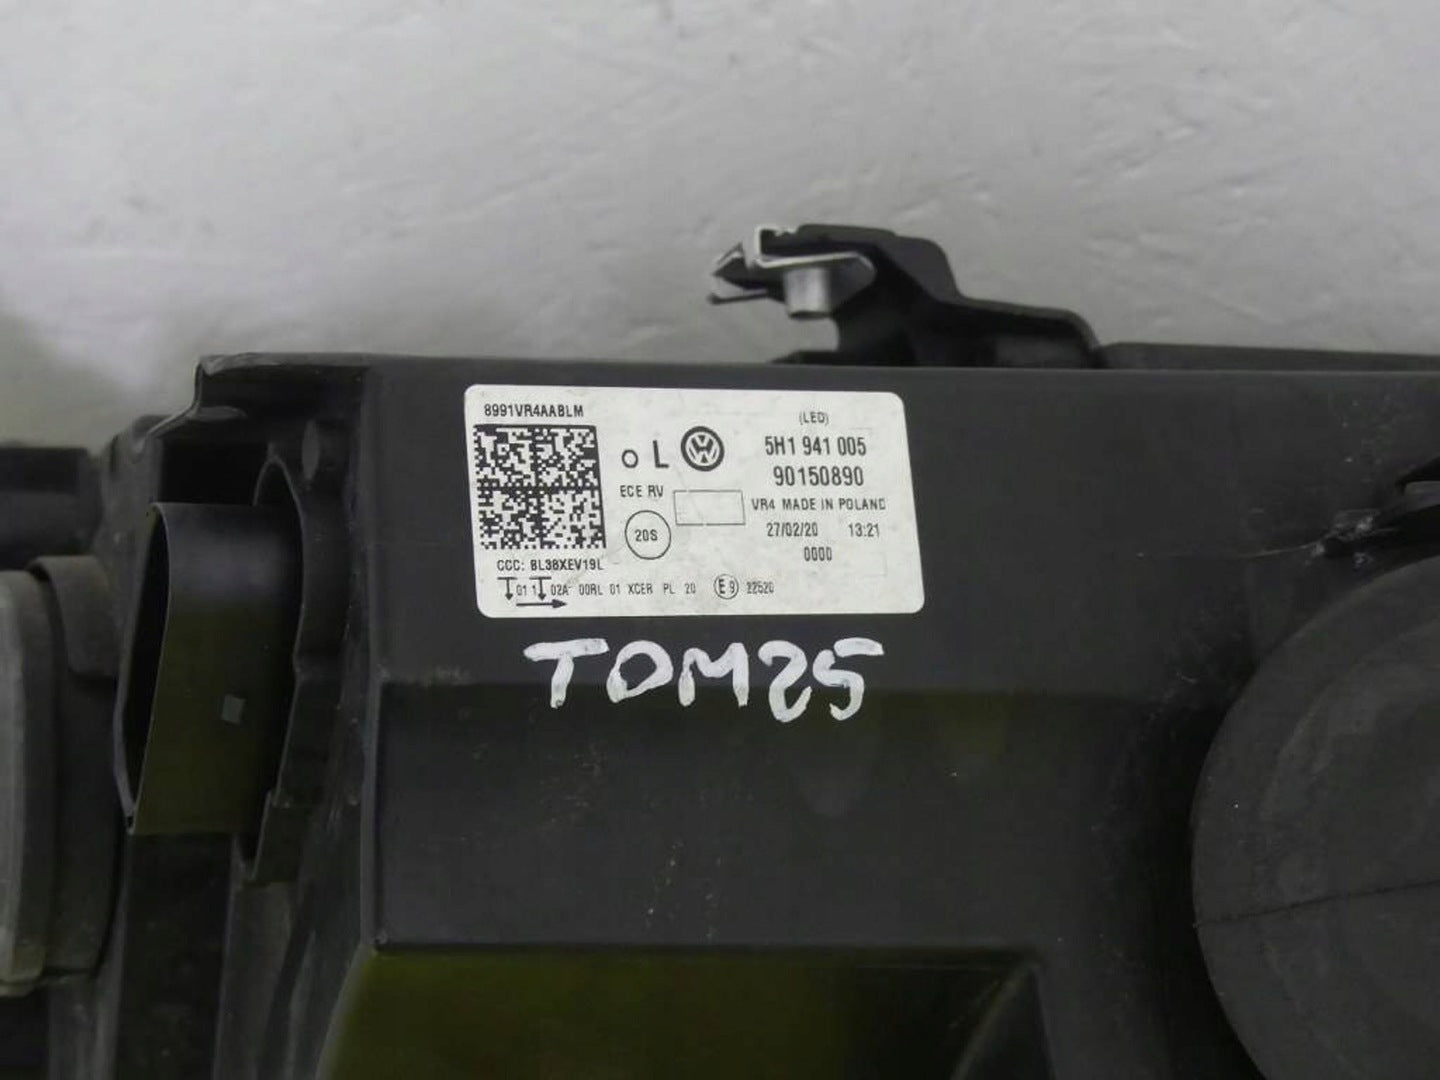 8991VR4AABLM
(LED)
O L VW 5H1 941 005
90150890
ECE RV
VR4 MADE IN POLAND
20S
27/02/20 13:21
0000
CCC: BL38XEV19L
01 1 02A 00RL 01 XCER PL 20 E9 22520
TOM25